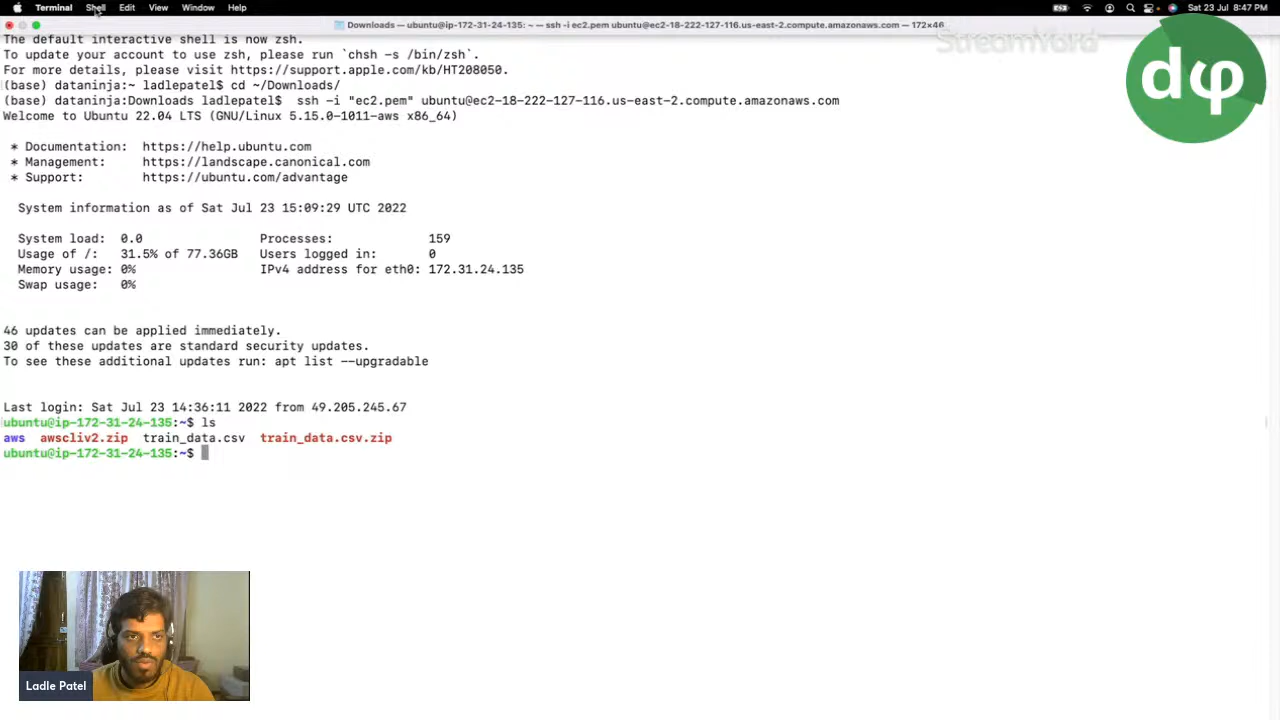 Terminal Shell Edit View Window Help Sat 23 Jul 8:47 PM
Downloads — ubuntu@ip-172-31-24-135: ~ — ssh -i ec2.pem ubuntu@ec2-18-222-127-116.us-east-2.compute.amazonaws.com — 172×46
StreamYard
dφ
The default interactive shell is now zsh.
To update your account to use zsh, please run `chsh -s /bin/zsh`.
For more details, please visit https://support.apple.com/kb/HT208050.
(base) dataninja:~ ladlepatel$ cd ~/Downloads/
(base) dataninja:Downloads ladlepatel$  ssh -i "ec2.pem" ubuntu@ec2-18-222-127-116.us-east-2.compute.amazonaws.com
Welcome to Ubuntu 22.04 LTS (GNU/Linux 5.15.0-1011-aws x86_64)
* Documentation:  https://help.ubuntu.com
* Management:     https://landscape.canonical.com
* Support:        https://ubuntu.com/advantage
System information as of Sat Jul 23 15:09:29 UTC 2022
System load:  0.0                Processes:             159
Usage of /:   31.5% of 77.36GB   Users logged in:       0
Memory usage: 0%                 IPv4 address for eth0: 172.31.24.135
Swap usage:   0%
46 updates can be applied immediately.
30 of these updates are standard security updates.
To see these additional updates run: apt list --upgradable
Last login: Sat Jul 23 14:36:11 2022 from 49.205.245.67
ubuntu@ip-172-31-24-135:~$ ls
aws  awscliv2.zip  train_data.csv  train_data.csv.zip
ubuntu@ip-172-31-24-135:~$
Ladle Patel